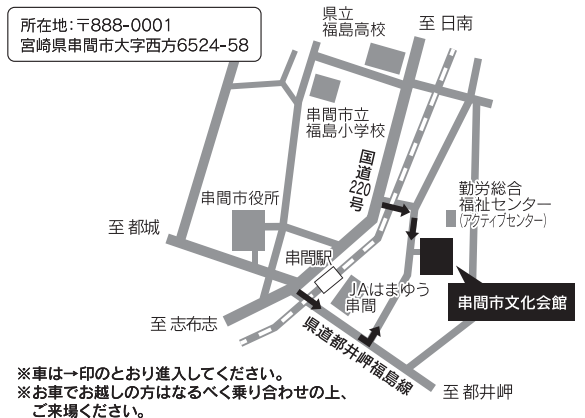 所在地：〒888-0001
宮崎県串間市大字西方6524-58
県立
福島高校
至 日南
串間市立
福島小学校
国道220号
串間市役所
勤労総合
福祉センター
(アクティブセンター)
至 都城
串間駅
JAはまゆう
串間
串間市文化会館
至 志布志
県道都井岬福島線
至 都井岬
※車は→印のとおり進入してください。
※お車でお越しの方はなるべく乗り合わせの上、
ご来場ください。